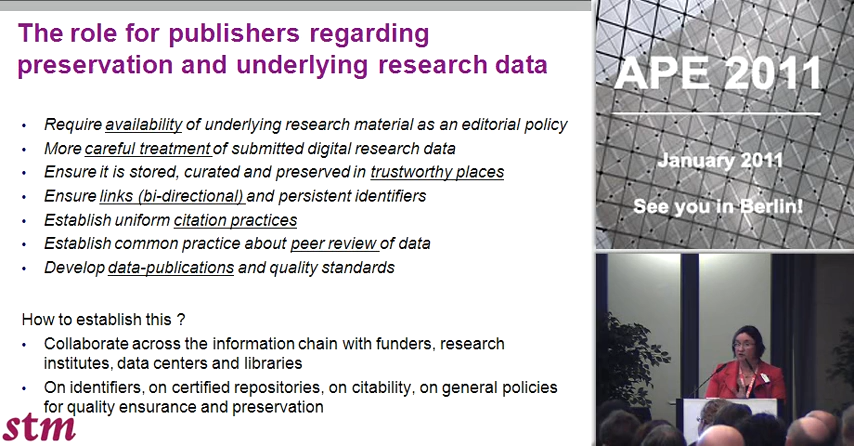 The role for publishers regarding
preservation and underlying research data
• Require availability of underlying research material as an editorial policy
• More careful treatment of submitted digital research data
• Ensure it is stored, curated and preserved in trustworthy places
• Ensure links (bi-directional) and persistent identifiers
• Establish uniform citation practices
• Establish common practice about peer review of data
• Develop data-publications and quality standards
How to establish this ?
• Collaborate across the information chain with funders, research
institutes, data centers and libraries
• On identifiers, on certified repositories, on citability, on general policies
for quality ensurance and preservation
stm
APE 2011
January 2011
See you in Berlin!